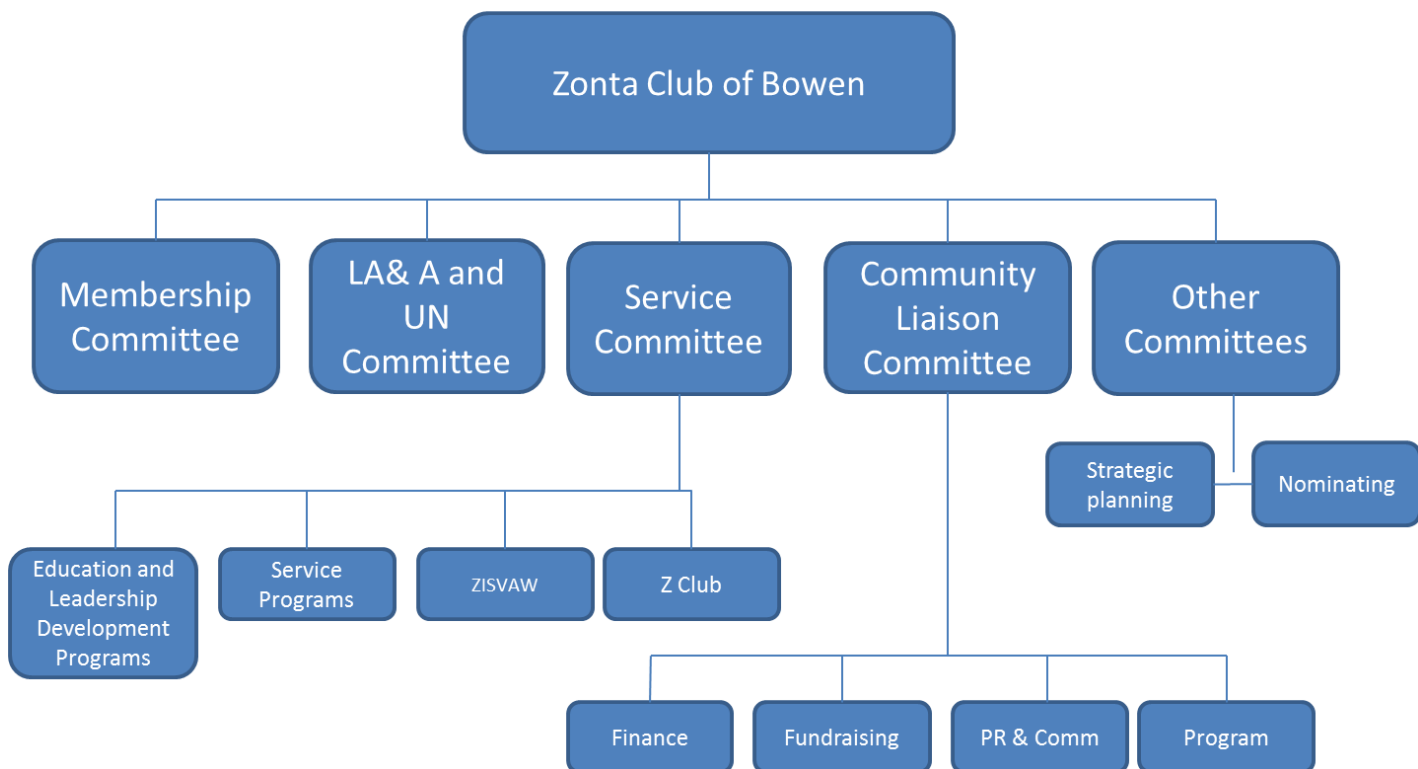 Zonta Club of Bowen
Membership
Committee
LA& A and
UN
Committee
Service
Committee
Community
Liaison
Committee
Other
Committees
Strategic
planning
Nominating
Education and
Leadership
Development
Programs
Service
Programs
ZISVAW
Z Club
Finance
Fundraising
PR & Comm
Program